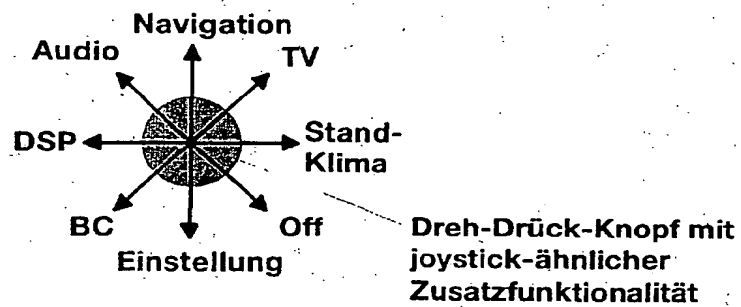 Navigation
Audio
TV
DSP
Stand-
Klima
BC
Off
Einstellung
Dreh-Drück-Knopf mit
joystick-ähnlicher
Zusatzfunktionalität